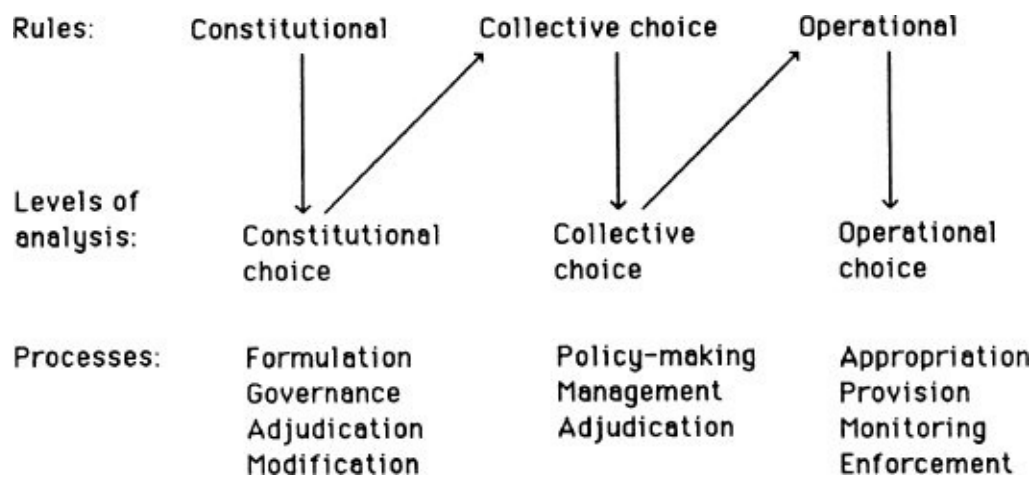 Rules: Constitutional Collective choice Operational
Levels of
analysis: Constitutional Collective Operational
choice choice choice
Processes: Formulation Policy-making Appropriation
Governance Management Provision
Adjudication Adjudication Monitoring
Modification Enforcement